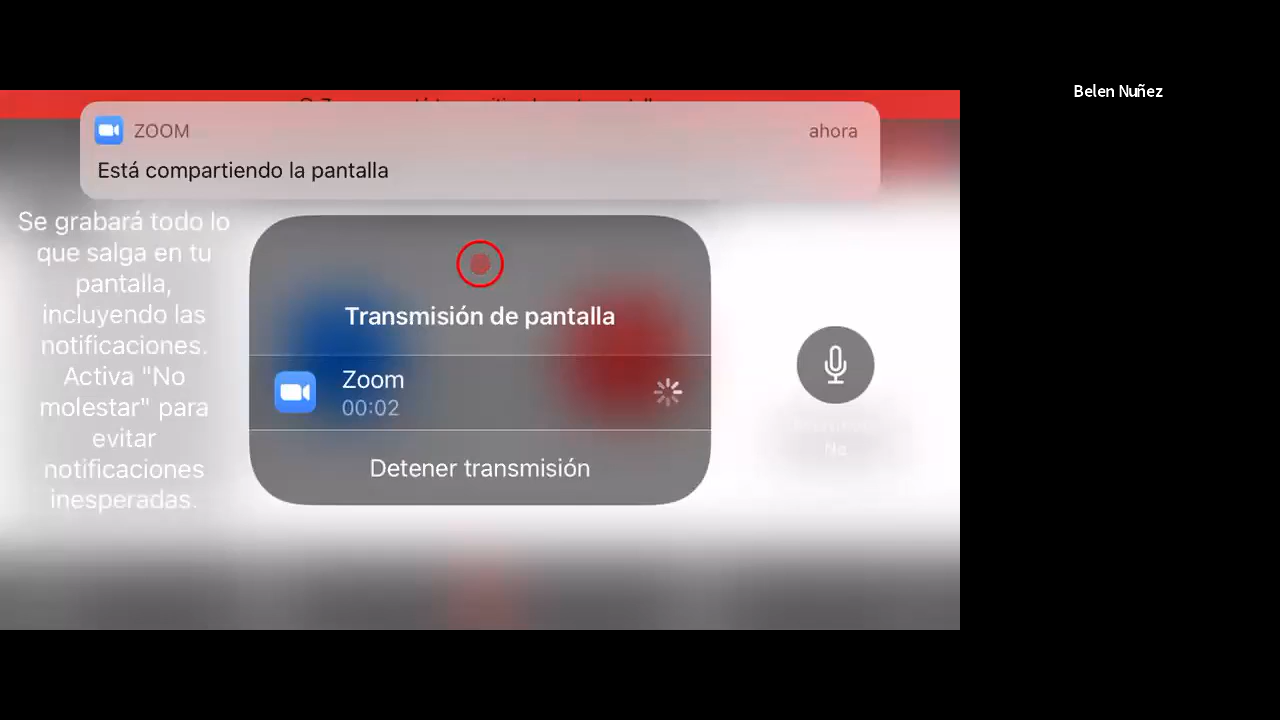 Belen Nuñez
ZOOM
ahora
Está compartiendo la pantalla
Se grabará todo lo
que salga en tu
pantalla,
incluyendo las
notificaciones.
Activa "No
molestar" para
evitar
notificaciones
inesperadas.
Transmisión de pantalla
Zoom
00:02
Detener transmisión
No